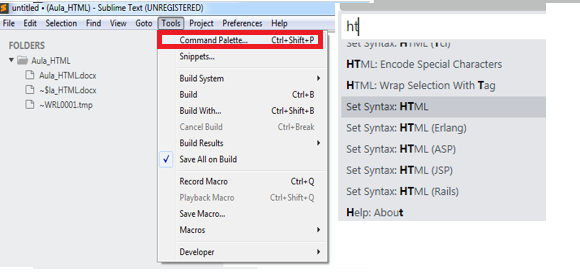 untitled • (Aula_HTML) - Sublime Text (UNREGISTERED)
File Edit Selection Find View Goto Tools Project Preferences Help
FOLDERS
Aula_HTML
Aula_HTML.docx
~$la_HTML.docx
~WRL0001.tmp
Command Palette... Ctrl+Shift+P
Snippets...
Build System
Build Ctrl+B
Build With... Ctrl+Shift+B
Cancel Build Ctrl+Break
Build Results
Save All on Build
Record Macro Ctrl+Q
Playback Macro Ctrl+Shift+Q
Save Macro...
Macros
Developer
ht
Set Syntax: HTML (Tcl)
HTML: Encode Special Characters
HTML: Wrap Selection With Tag
Set Syntax: HTML
Set Syntax: HTML (Erlang)
Set Syntax: HTML (ASP)
Set Syntax: HTML (JSP)
Set Syntax: HTML (Rails)
Help: About